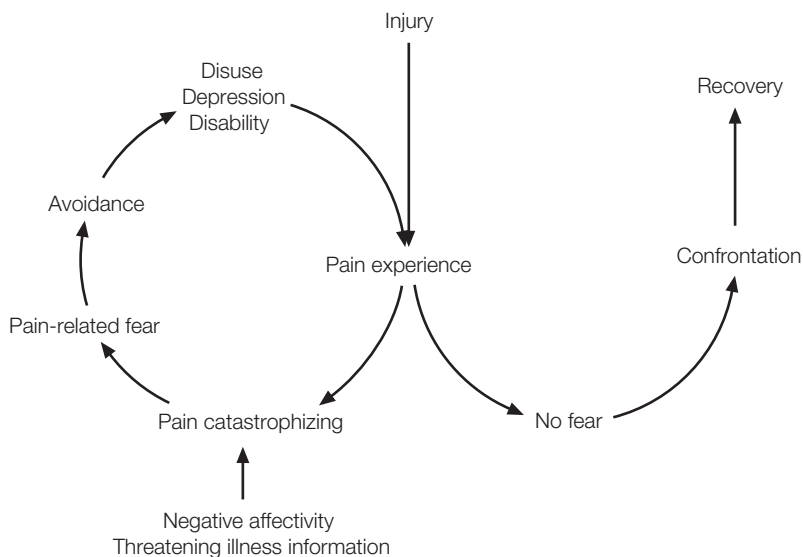 Injury
Disuse
Depression
Disability
Recovery
Avoidance
Pain experience
Confrontation
Pain-related fear
Pain catastrophizing
No fear
Negative affectivity
Threatening illness information